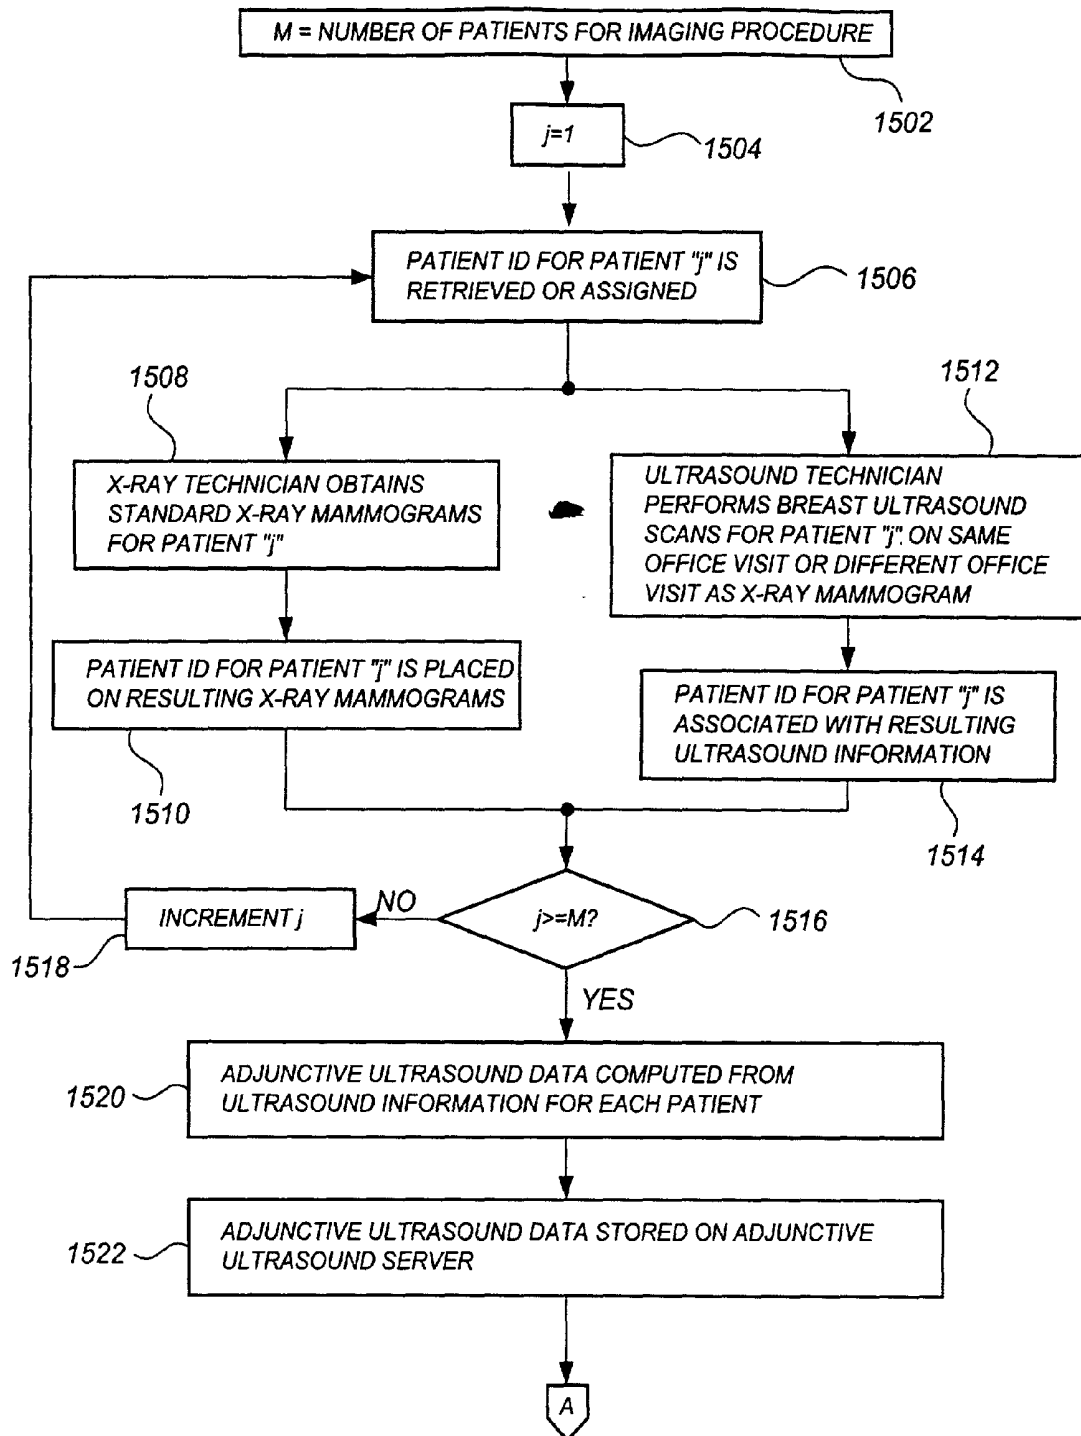 M = NUMBER OF PATIENTS FOR IMAGING PROCEDURE
1502
j=1
1504
PATIENT ID FOR PATIENT "j" IS
RETRIEVED OR ASSIGNED
1506
1508
X-RAY TECHNICIAN OBTAINS
STANDARD X-RAY MAMMOGRAMS
FOR PATIENT "j"
1512
ULTRASOUND TECHNICIAN
PERFORMS BREAST ULTRASOUND
SCANS FOR PATIENT "j", ON SAME
OFFICE VISIT OR DIFFERENT OFFICE
VISIT AS X-RAY MAMMOGRAM
PATIENT ID FOR PATIENT "j" IS PLACED
ON RESULTING X-RAY MAMMOGRAMS
1510
PATIENT ID FOR PATIENT "j" IS
ASSOCIATED WITH RESULTING
ULTRASOUND INFORMATION
1514
j>=M?
1516
NO
INCREMENT j
1518
YES
ADJUNCTIVE ULTRASOUND DATA COMPUTED FROM
ULTRASOUND INFORMATION FOR EACH PATIENT
1520
ADJUNCTIVE ULTRASOUND DATA STORED ON ADJUNCTIVE
ULTRASOUND SERVER
1522
A